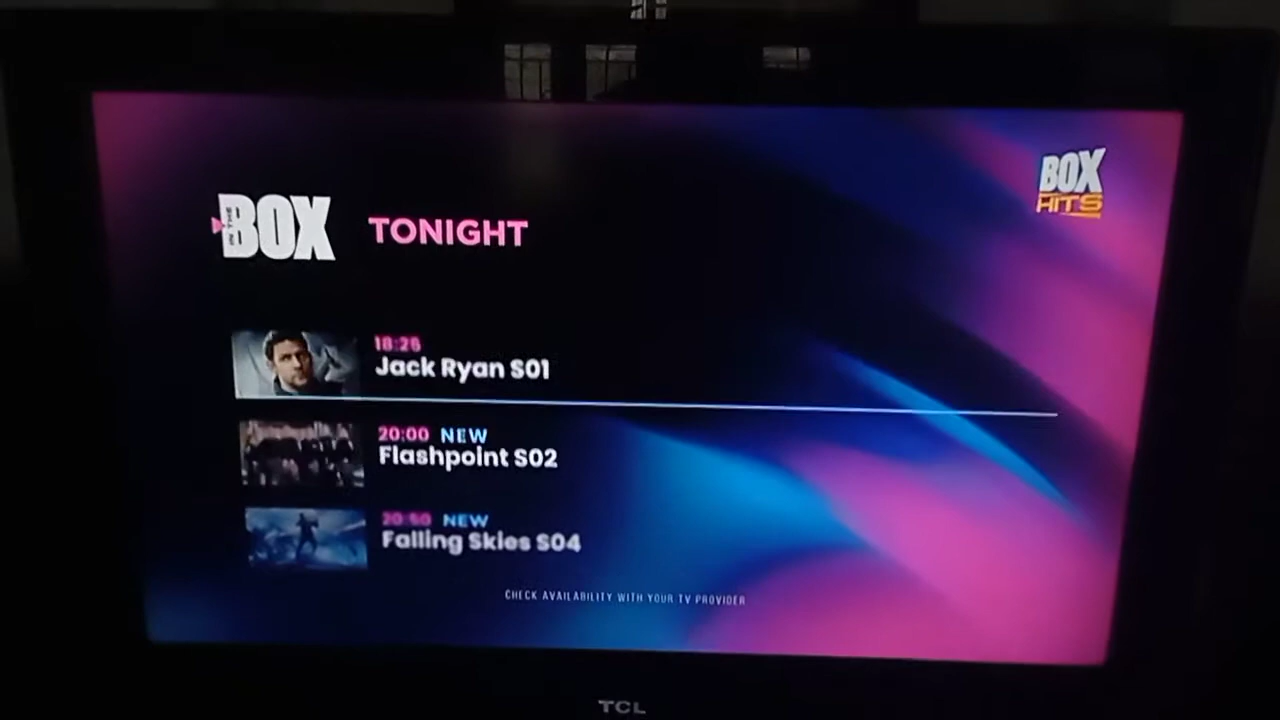 IN THE
BOX
TONIGHT
BOX
HITS
18:25
Jack Ryan S01
20:00 NEW
Flashpoint S02
20:50 NEW
Falling Skies S04
CHECK AVAILABILITY WITH YOUR TV PROVIDER
TCL